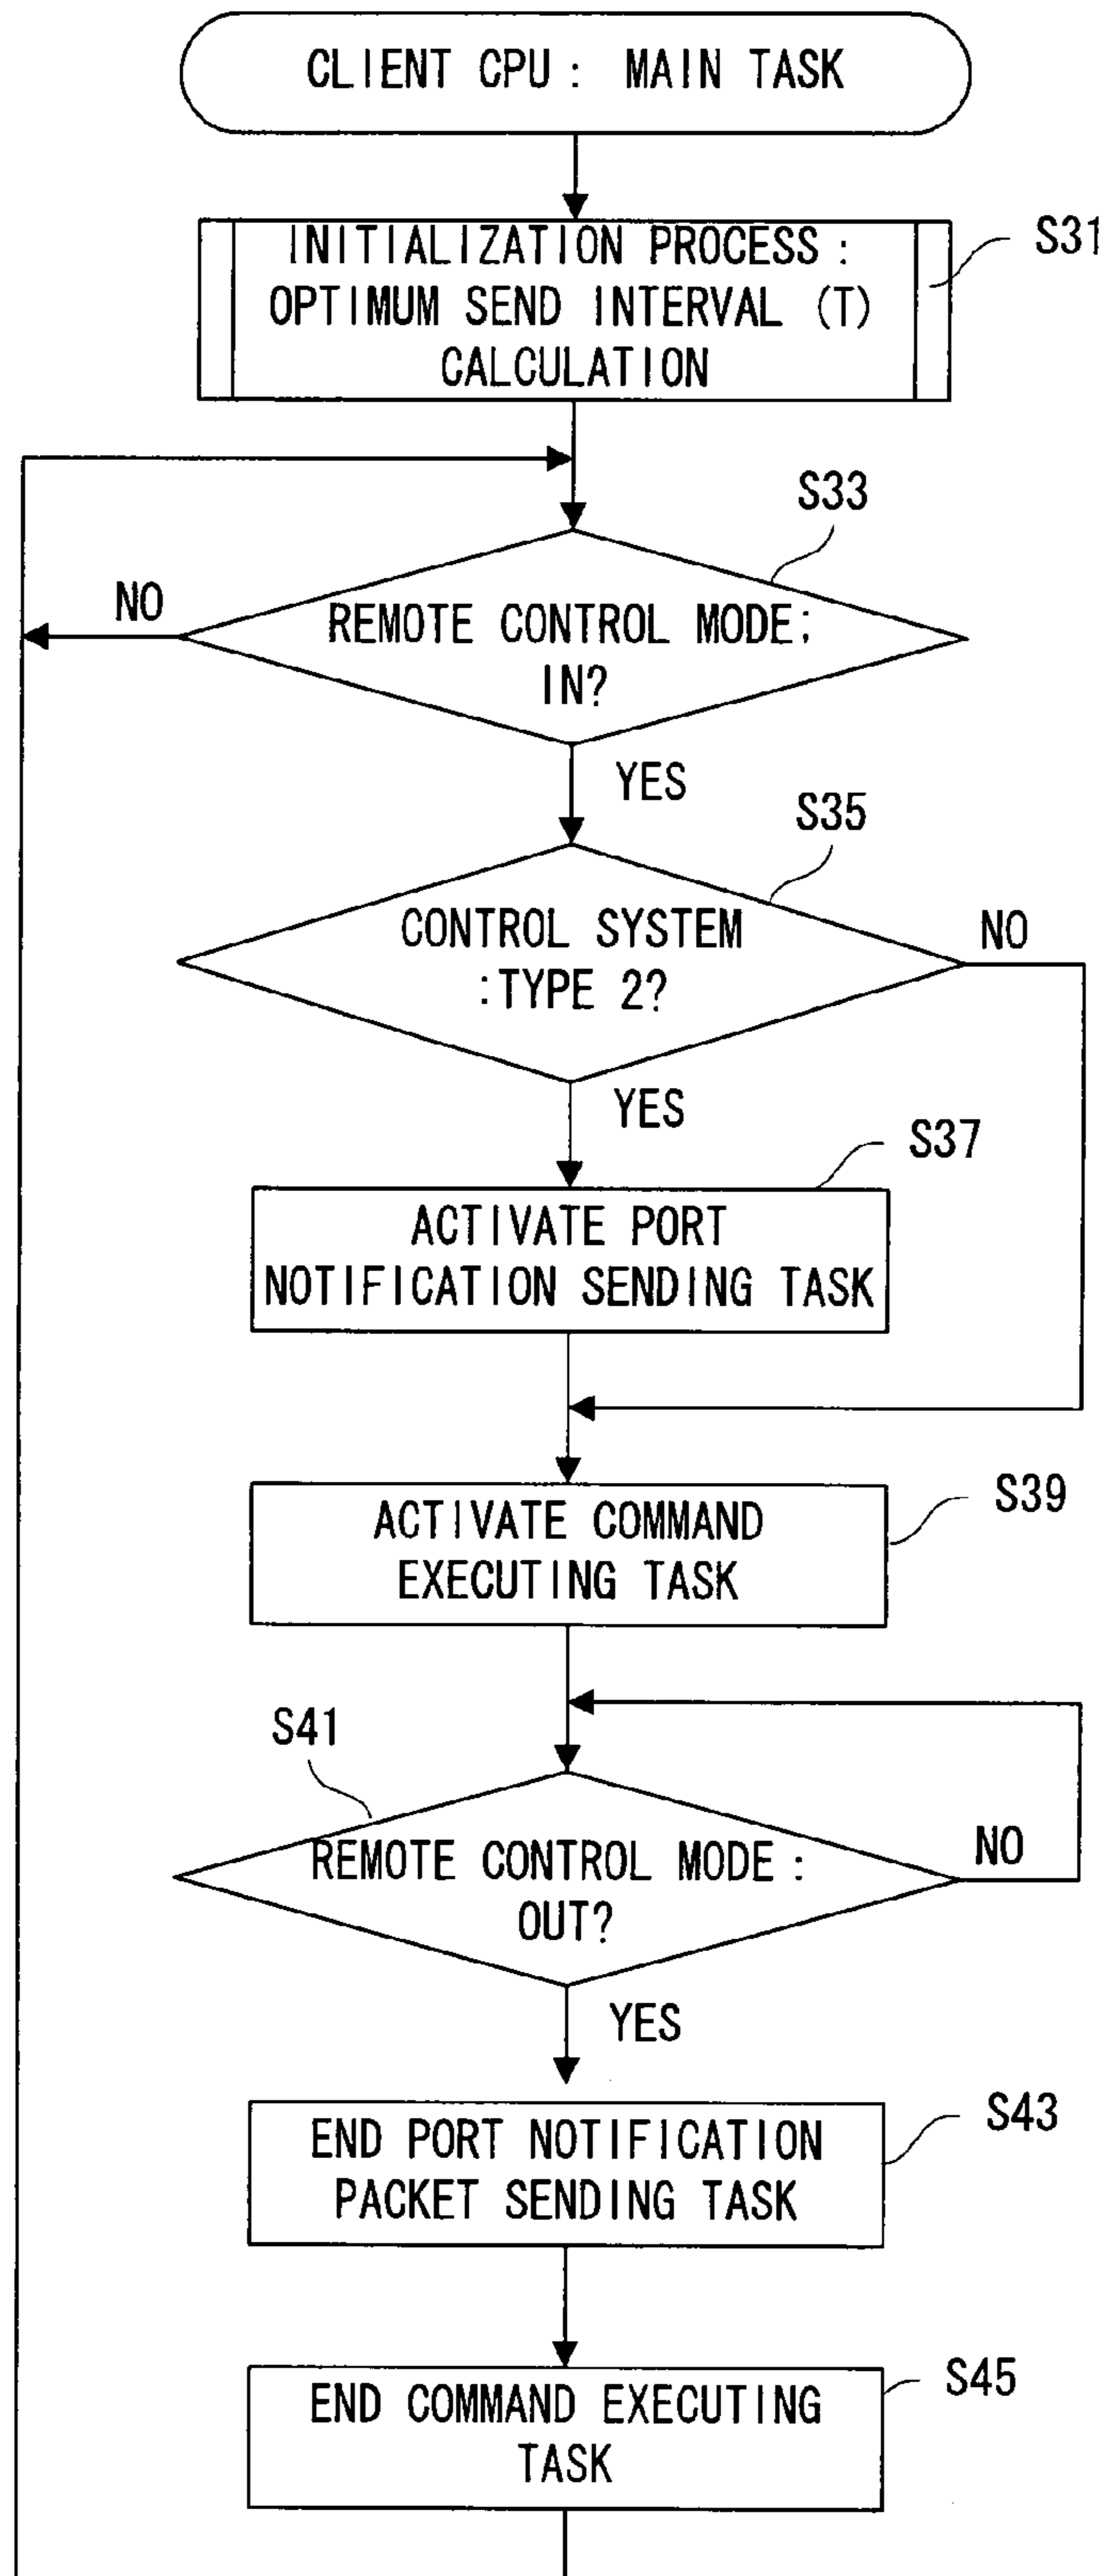 CLIENT CPU : MAIN TASK
INITIALIZATION PROCESS :
OPTIMUM SEND INTERVAL (T)
CALCULATION
S31
S33
NO
REMOTE CONTROL MODE;
IN?
YES
S35
CONTROL SYSTEM
:TYPE 2?
NO
YES
S37
ACTIVATE PORT
NOTIFICATION SENDING TASK
S39
ACTIVATE COMMAND
EXECUTING TASK
S41
REMOTE CONTROL MODE :
OUT?
NO
YES
S43
END PORT NOTIFICATION
PACKET SENDING TASK
S45
END COMMAND EXECUTING
TASK